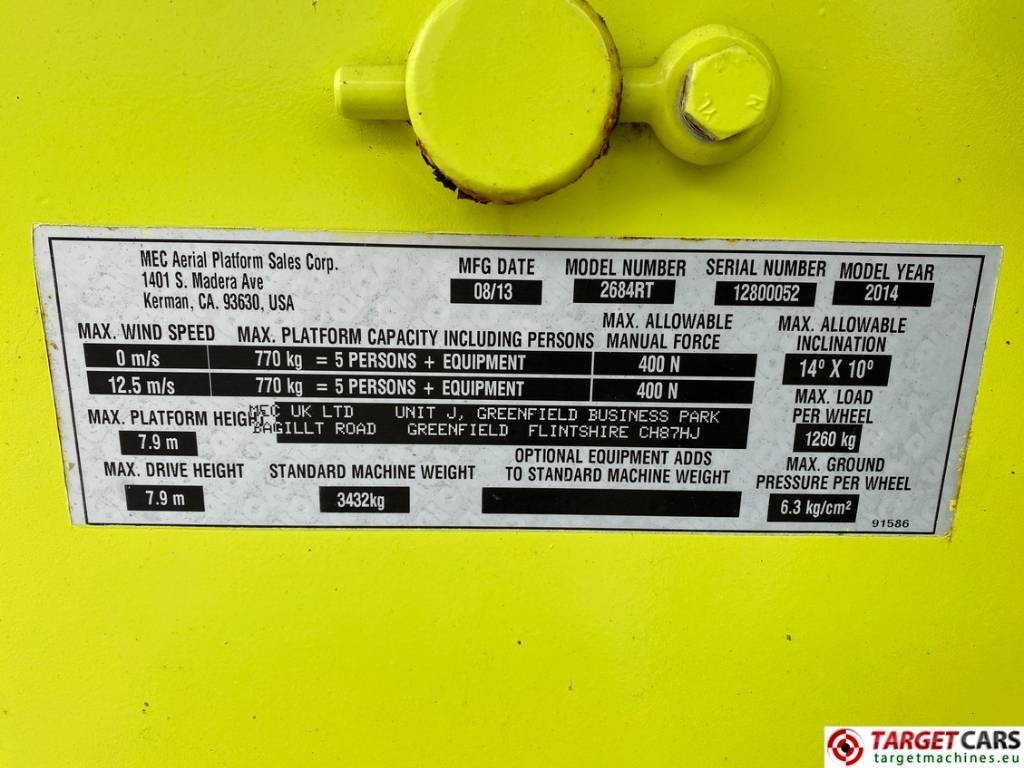 MEC Aerial Platform Sales Corp.
1401 S. Madera Ave
Kerman, CA. 93630, USA
MFG DATE
08/13
MODEL NUMBER
2684RT
SERIAL NUMBER
12800052
MODEL YEAR
2014
MAX. WIND SPEED
MAX. PLATFORM CAPACITY INCLUDING PERSONS
MAX. ALLOWABLE
MANUAL FORCE
0 m/s
770 kg = 5 PERSONS + EQUIPMENT
400 N
12.5 m/s
770 kg = 5 PERSONS + EQUIPMENT
400 N
MAX. ALLOWABLE
INCLINATION
14º X 10º
MAX. PLATFORM HEIGHT
7.9 m
MEC UK LTD UNIT J, GREENFIELD BUSINESS PARK
BAGILLT ROAD GREENFIELD FLINTSHIRE CH87HJ
MAX. LOAD
PER WHEEL
1260 kg
MAX. DRIVE HEIGHT
7.9 m
STANDARD MACHINE WEIGHT
3432kg
OPTIONAL EQUIPMENT ADDS
TO STANDARD MACHINE WEIGHT
MAX. GROUND
PRESSURE PER WHEEL
6.3 kg/cm²
91586
TARGETCARS
targetmachines.eu